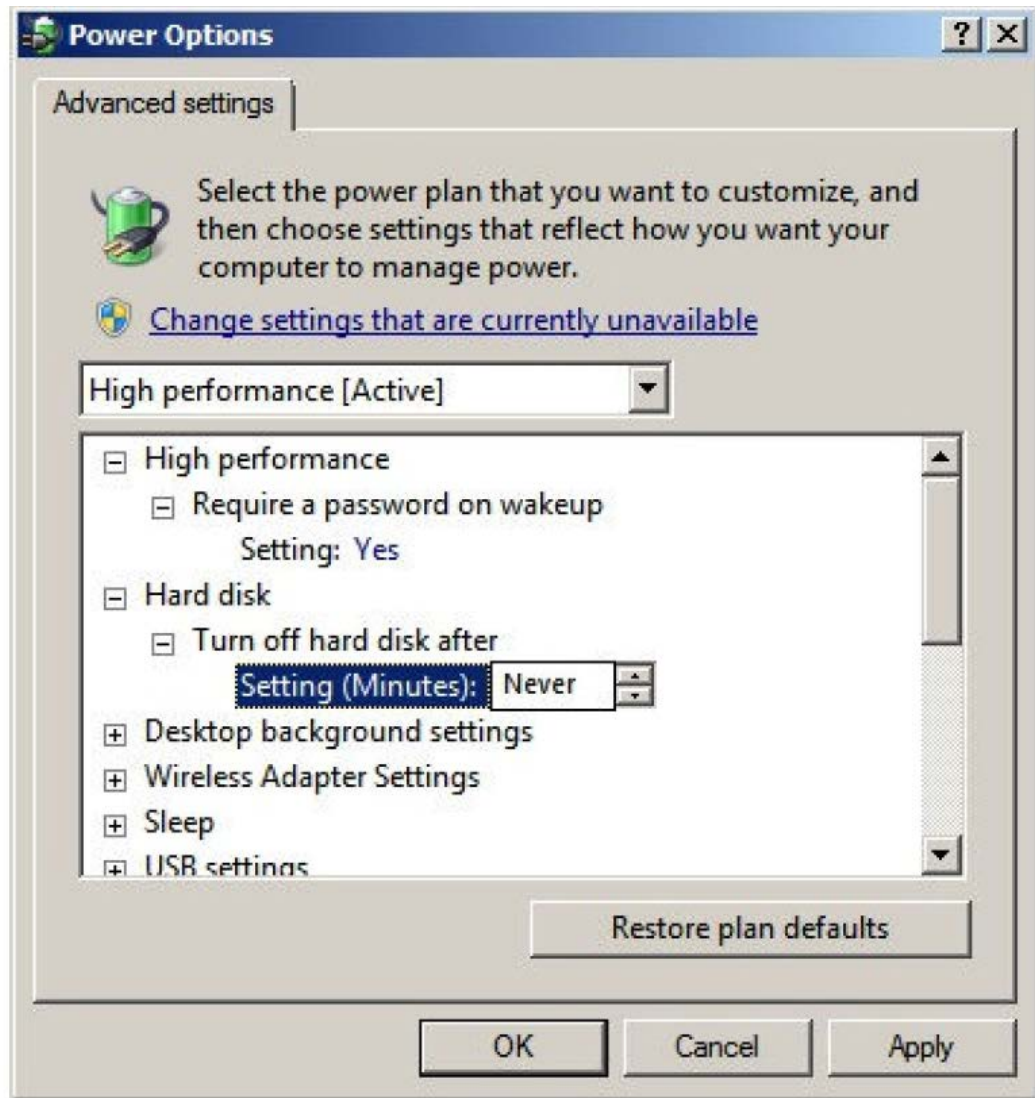 Power Options
Advanced settings
Select the power plan that you want to customize, and
then choose settings that reflect how you want your
computer to manage power.
Change settings that are currently unavailable
High performance [Active]
High performance
Require a password on wakeup
Setting: Yes
Hard disk
Turn off hard disk after
Setting (Minutes): Never
Desktop background settings
Wireless Adapter Settings
Sleep
USB settings
Restore plan defaults
OK Cancel Apply